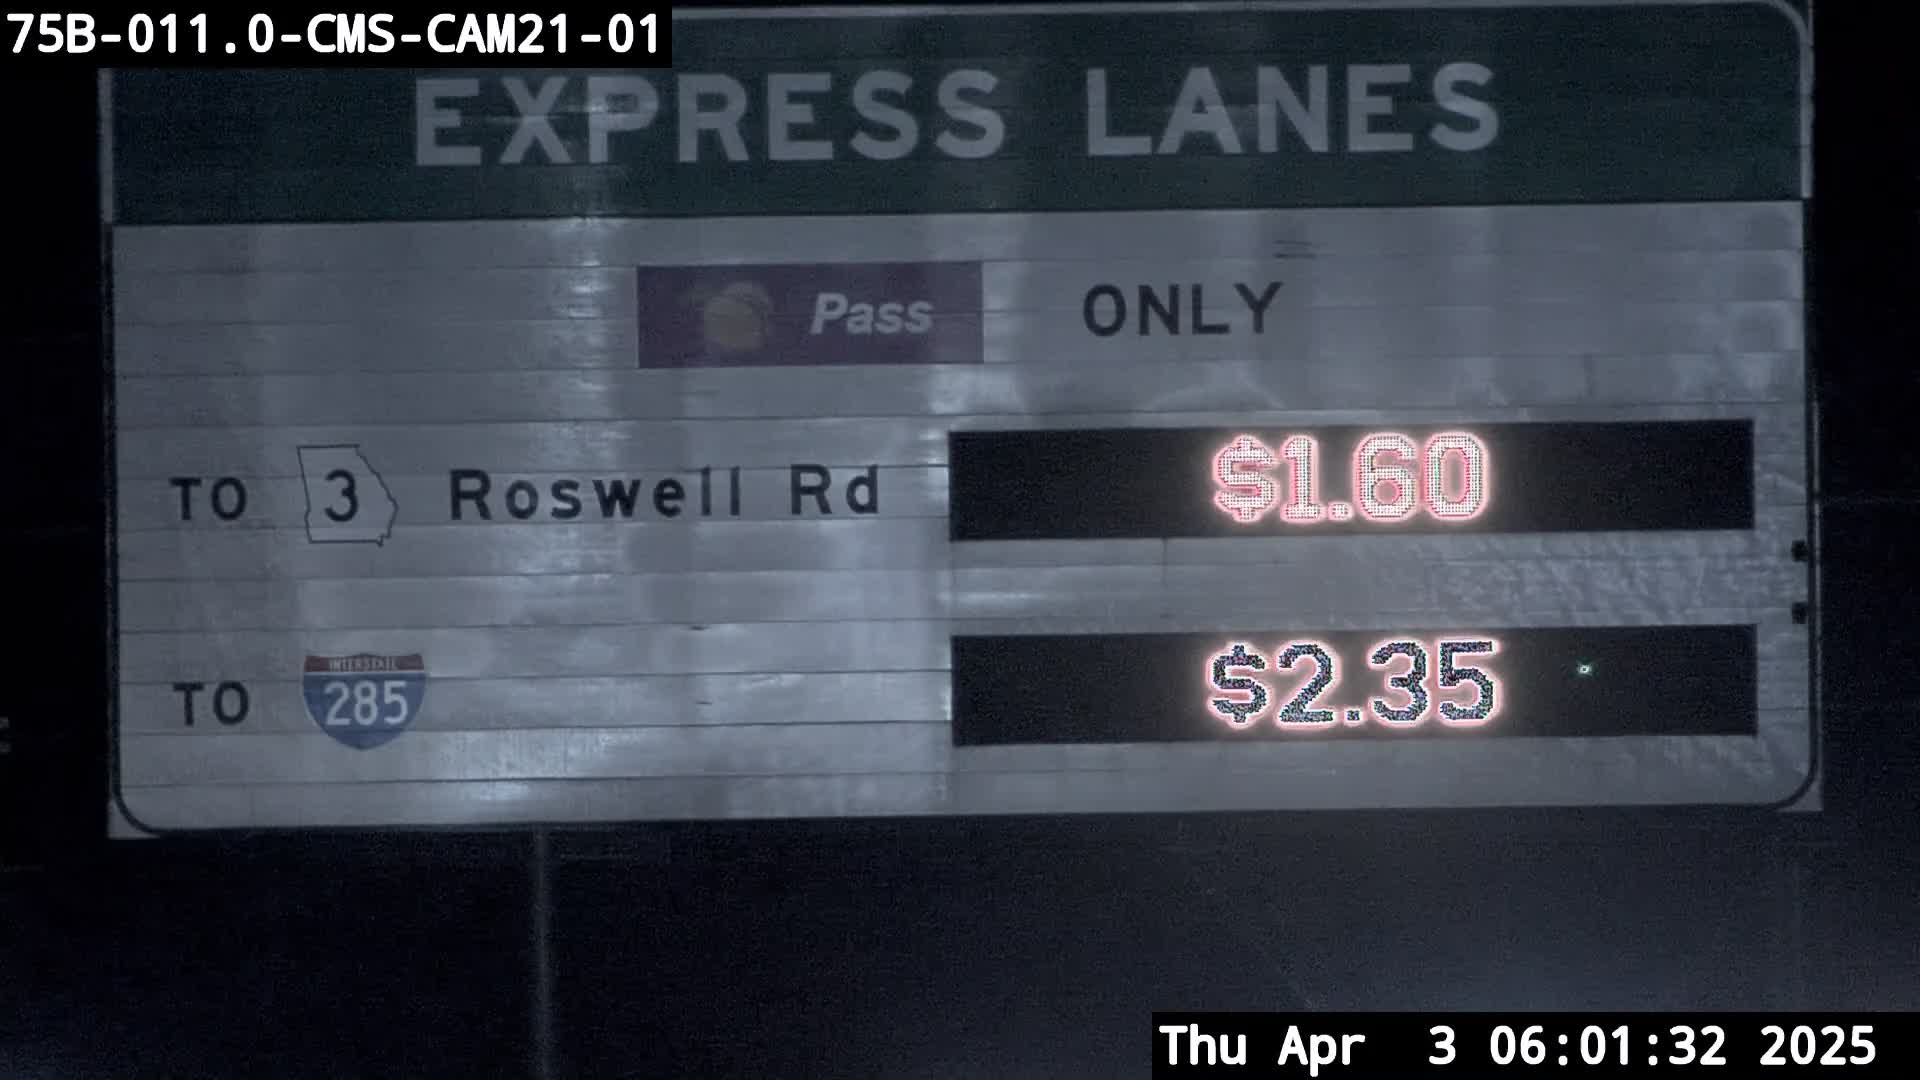 75B-011.0-CMS-CAM21-01
EXPRESS LANES
Pass ONLY
TO 3 Roswell Rd $1.60
TO INTERSTATE 285 $2.35
Thu Apr 3 06:01:32 2025